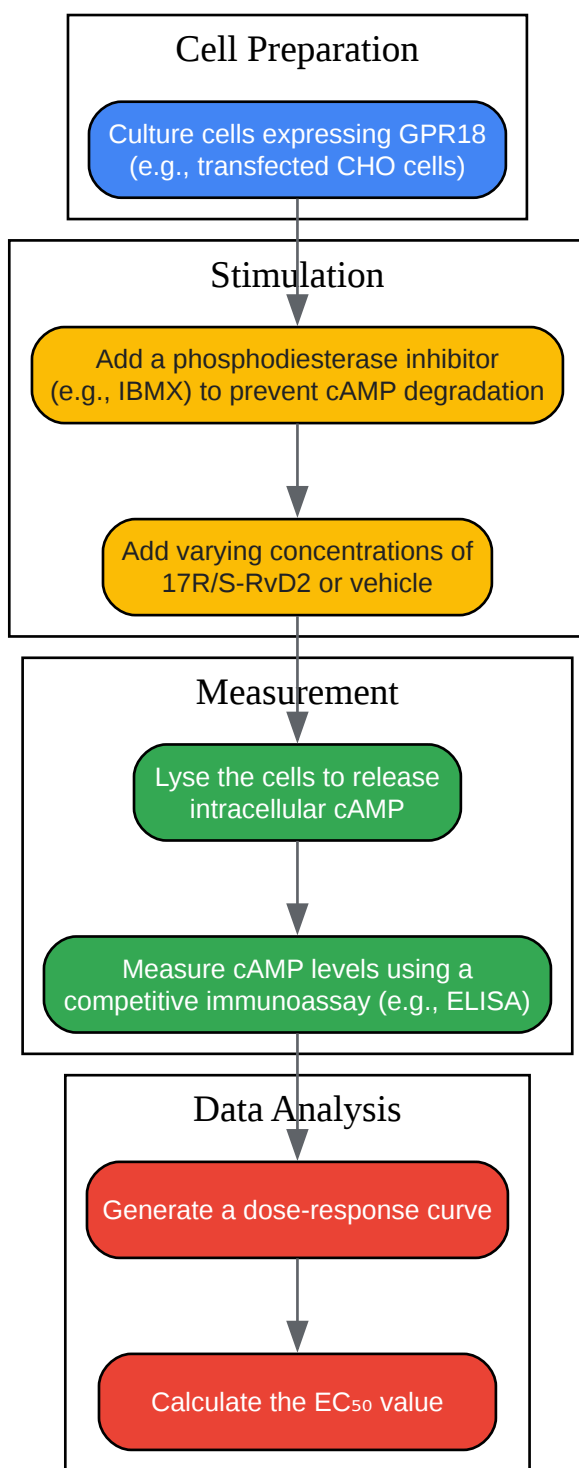 Cell Preparation
Culture cells expressing GPR18
(e.g., transfected CHO cells)
Stimulation
Add a phosphodiesterase inhibitor
(e.g., IBMX) to prevent cAMP degradation
Add varying concentrations of
17R/S-RvD2 or vehicle
Measurement
Lyse the cells to release
intracellular cAMP
Measure cAMP levels using a
competitive immunoassay (e.g., ELISA)
Data Analysis
Generate a dose-response curve
Calculate the EC₅₀ value